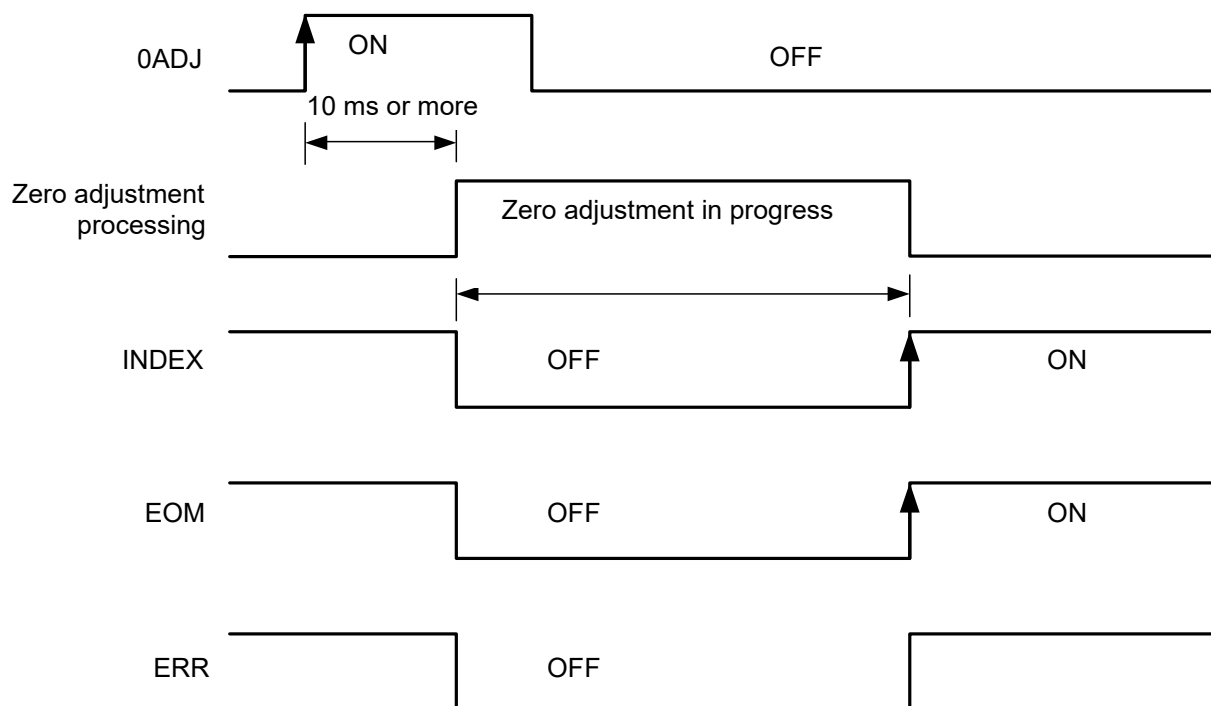 0ADJ
ON
OFF
10 ms or more
Zero adjustment
processing
Zero adjustment in progress
INDEX
OFF
ON
EOM
OFF
ON
ERR
OFF